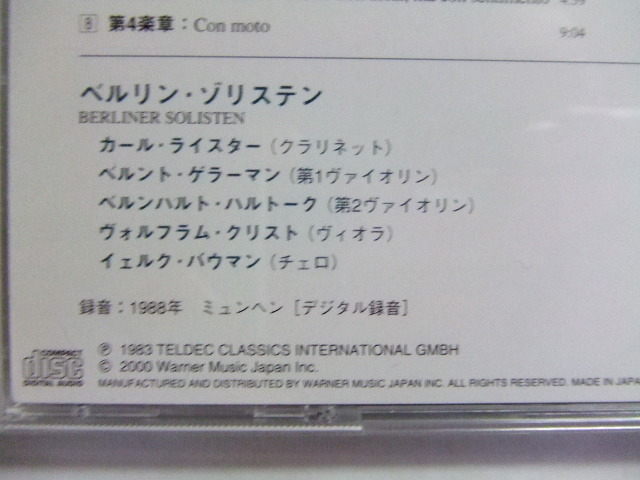 4:59
8 第4楽章：Con moto 9:04
ベルリン・ゾリステン
BERLINER SOLISTEN
カール・ライスター（クラリネット）
ベルント・ゲラーマン（第1ヴァイオリン）
ベルンハルト・ハルトーク（第2ヴァイオリン）
ヴォルフラム・クリスト（ヴィオラ）
イェルク・バウマン（チェロ）
録音：1988年 ミュンヘン［デジタル録音］
COMPACT
disc
DIGITAL AUDIO
Ⓟ 1983 TELDEC CLASSICS INTERNATIONAL GMBH
© 2000 Warner Music Japan Inc.
MANUFACTURED AND DISTRIBUTED BY WARNER MUSIC JAPAN INC. ALL RIGHTS RESERVED. MADE IN JAPA